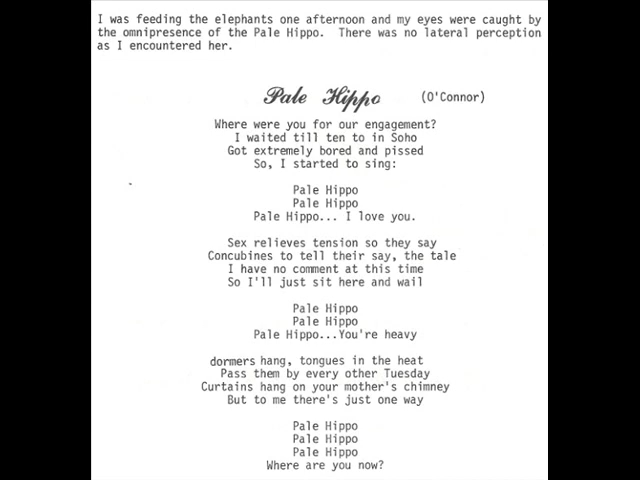 I was feeding the elephants one afternoon and my eyes were caught by
the omnipresence of the Pale Hippo. There was no lateral perception
as I encountered her.
Pale Hippo (O'Connor)
Where were you for our engagement?
I waited till ten to in Soho
Got extremely bored and pissed
So, I started to sing:
Pale Hippo
Pale Hippo
Pale Hippo... I love you.
Sex relieves tension so they say
Concubines to tell their say, the tale
I have no comment at this time
So I'll just sit here and wail
Pale Hippo
Pale Hippo
Pale Hippo...You're heavy
dormers hang, tongues in the heat
Pass them by every other Tuesday
Curtains hang on your mother's chimney
But to me there's just one way
Pale Hippo
Pale Hippo
Pale Hippo
Where are you now?